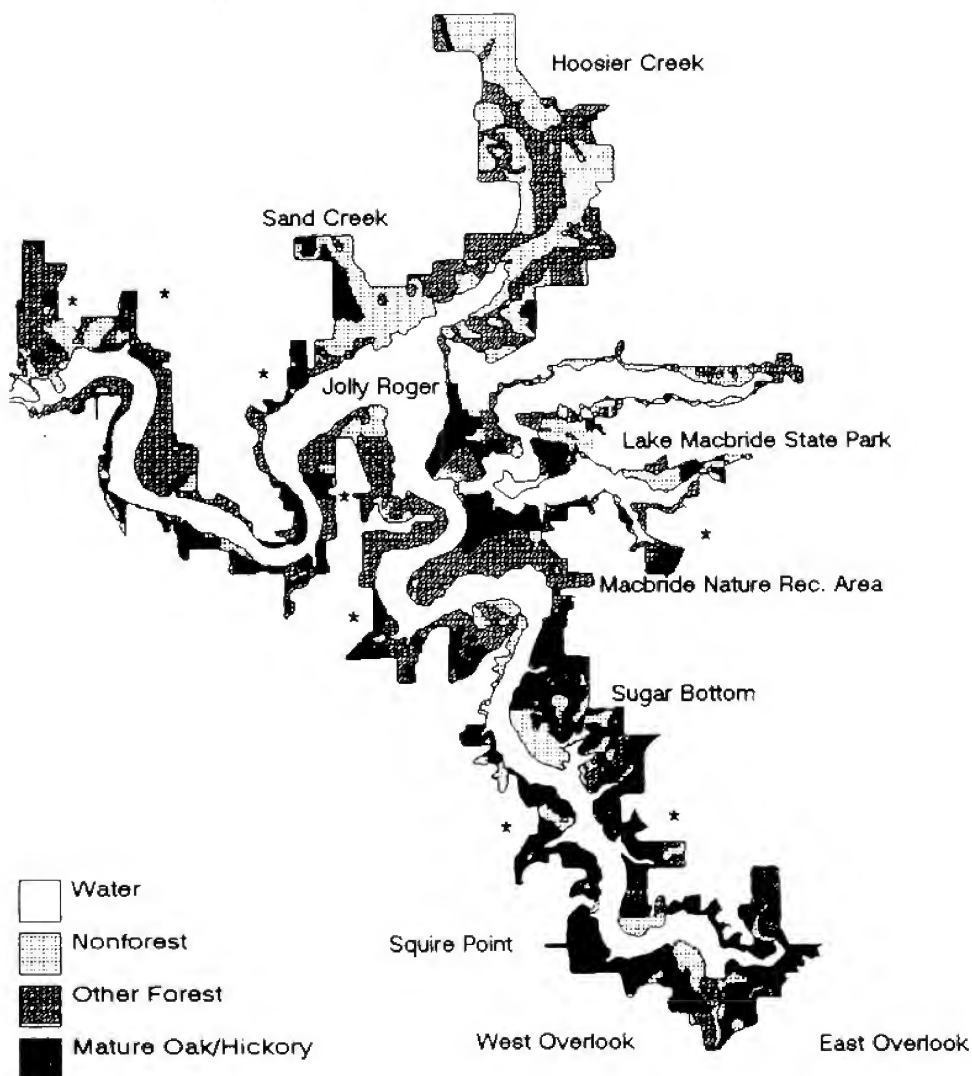 Hoosier Creek
Sand Creek
Jolly Roger
Lake Macbride State Park
Macbride Nature Rec. Area
Sugar Bottom
Water
Nonforest
Squire Point
Other Forest
Mature Oak/Hickory
West Overlook
East Overlook